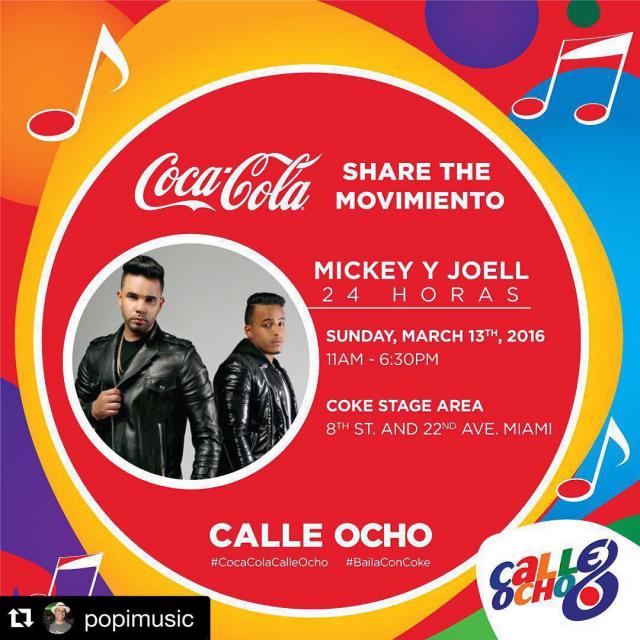 Coca-Cola
SHARE THE
MOVIMIENTO
MICKEY Y JOELL
24 HORAS
SUNDAY, MARCH 13TH, 2016
11AM - 6:30PM
COKE STAGE AREA
8TH ST. AND 22ND AVE. MIAMI
CALLE OCHO
#CocaColaCalleOcho #BailaConCoke
CALLE
OCHO 8
popimusic